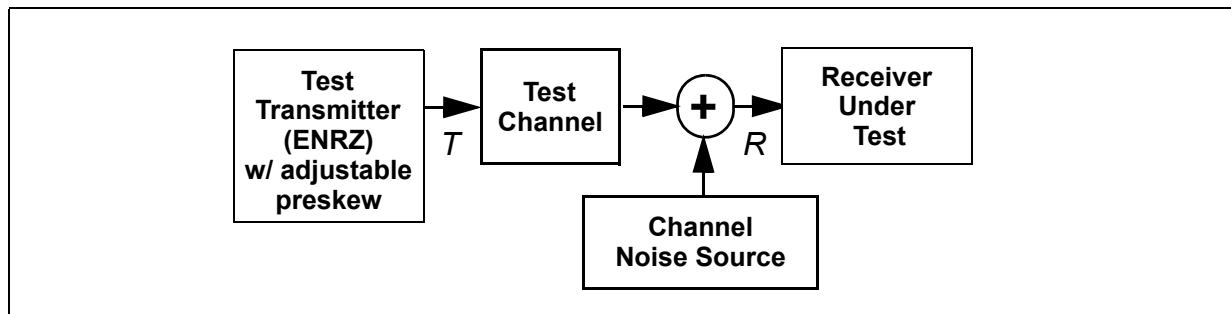 Test
Transmitter
(ENRZ)
w/ adjustable
preskew
T
Test
Channel
+
R
Receiver
Under
Test
Channel
Noise Source